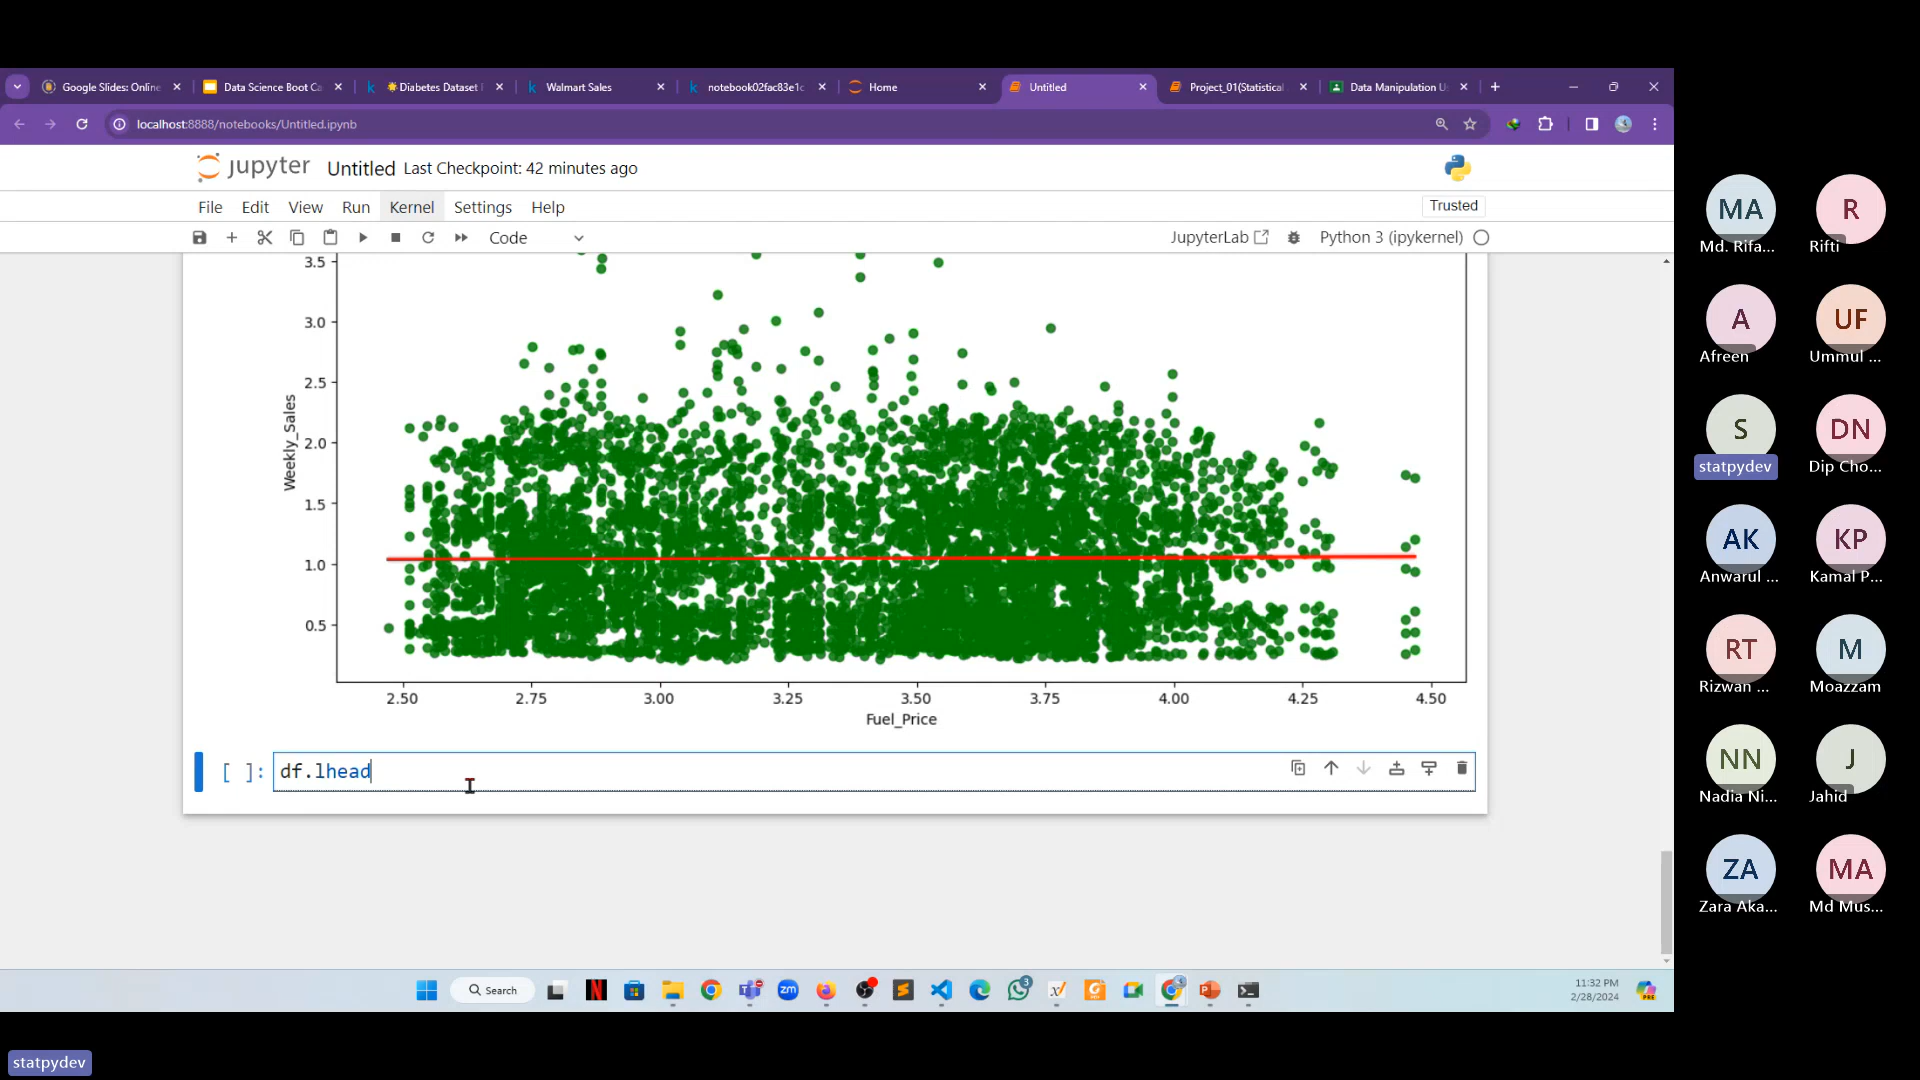 Google Slides: Online
Data Science Boot Ca
Diabetes Dataset
Walmart Sales
notebook02fac83e1c
Home
Untitled
Project_01(Statistical
Data Manipulation U
localhost:8888/notebooks/Untitled.ipynb
jupyter Untitled Last Checkpoint: 42 minutes ago
File Edit View Run Kernel Settings Help
Trusted
Code
JupyterLab
Python 3 (ipykernel)
3.5
3.0
2.5
2.0
1.5
1.0
0.5
Weekly_Sales
2.50 2.75 3.00 3.25 3.50 3.75 4.00 4.25 4.50
Fuel_Price
[ ]: df.lhead
Search
zm
3
11:32 PM
2/28/2024
PRE
MA
Md. Rifa...
R
Rifti
A
Afreen
UF
Ummul ...
S
statpydev
DN
Dip Cho...
AK
Anwarul ...
KP
Kamal P...
RT
Rizwan ...
M
Moazzam
NN
Nadia Ni...
J
Jahid
ZA
Zara Aka...
MA
Md Mus...
statpydev